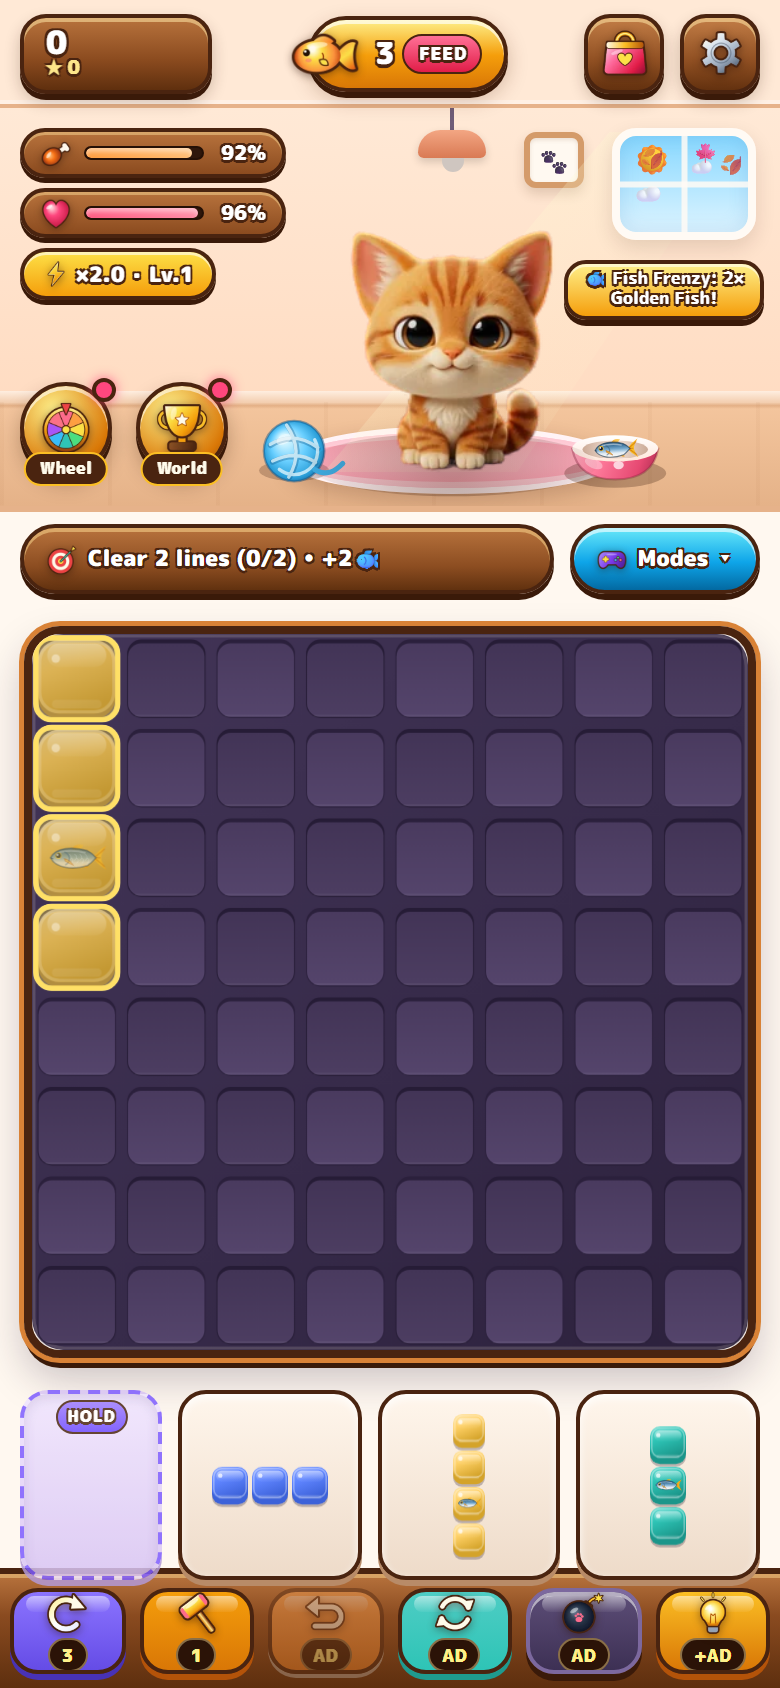 0
★ 0
3 FEED
92%
96%
×2.0 • Lv.1
Fish Frenzy: 2×
Golden Fish!
Wheel
World
Clear 2 lines (0/2) • +2
Modes
HOLD
3
1
AD
AD
AD
+AD